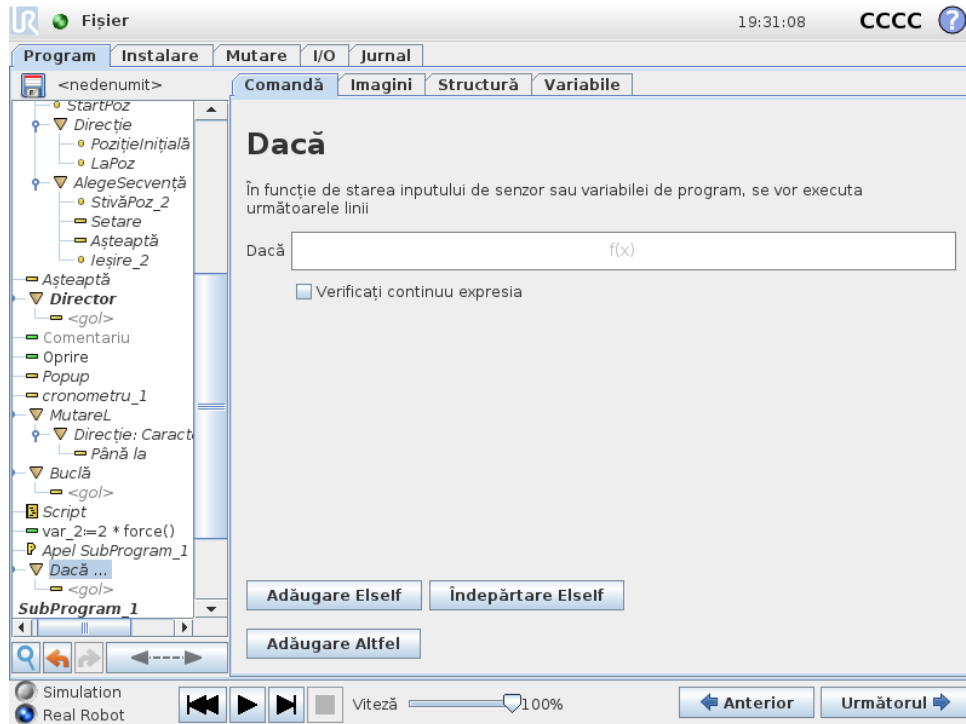 UR Fișier 19:31:08 CCCC ?
Program Instalare Mutare I/O Jurnal
<nedenumit>
Comandă Imagini Structură Variabile
StartPoz
Direcție
PozițieInițială
LaPoz
AlegeSecvență
StivăPoz_2
Setare
Așteaptă
Ieșire_2
Așteaptă
Director
<gol>
Comentariu
Oprire
Popup
cronometru_1
MutareL
Direcție: Caract
Până la
Buclă
<gol>
Script
var_2:=2 * force()
Apel SubProgram_1
Dacă ...
<gol>
SubProgram_1
Dacă
În funcție de starea inputului de senzor sau variabilei de program, se vor executa
următoarele linii
Dacă f(x)
Verificați continuu expresia
Adăugare ElseIf Îndepărtare ElseIf
Adăugare Altfel
Simulation
Real Robot
Viteză 100%
Anterior Următorul